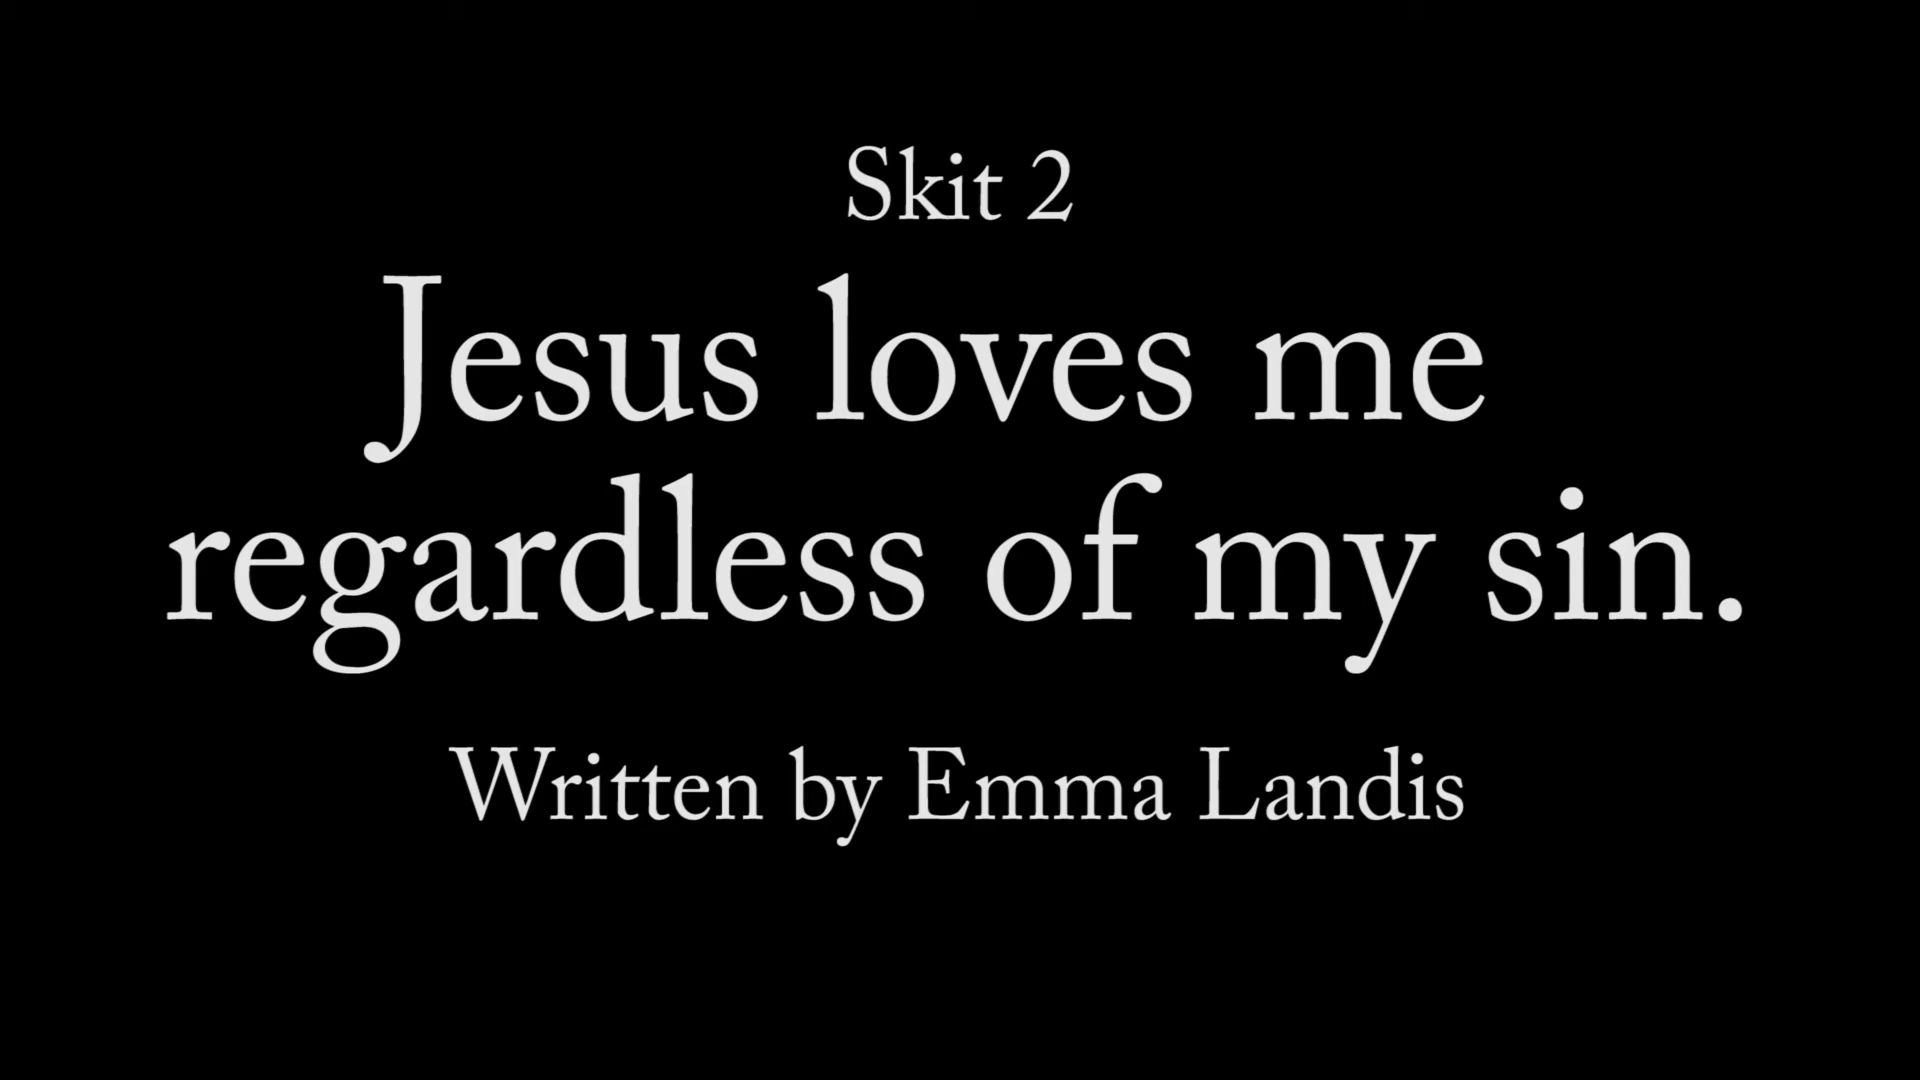 Skit 2
Jesus loves me
regardless of my sin.
Written by Emma Landis